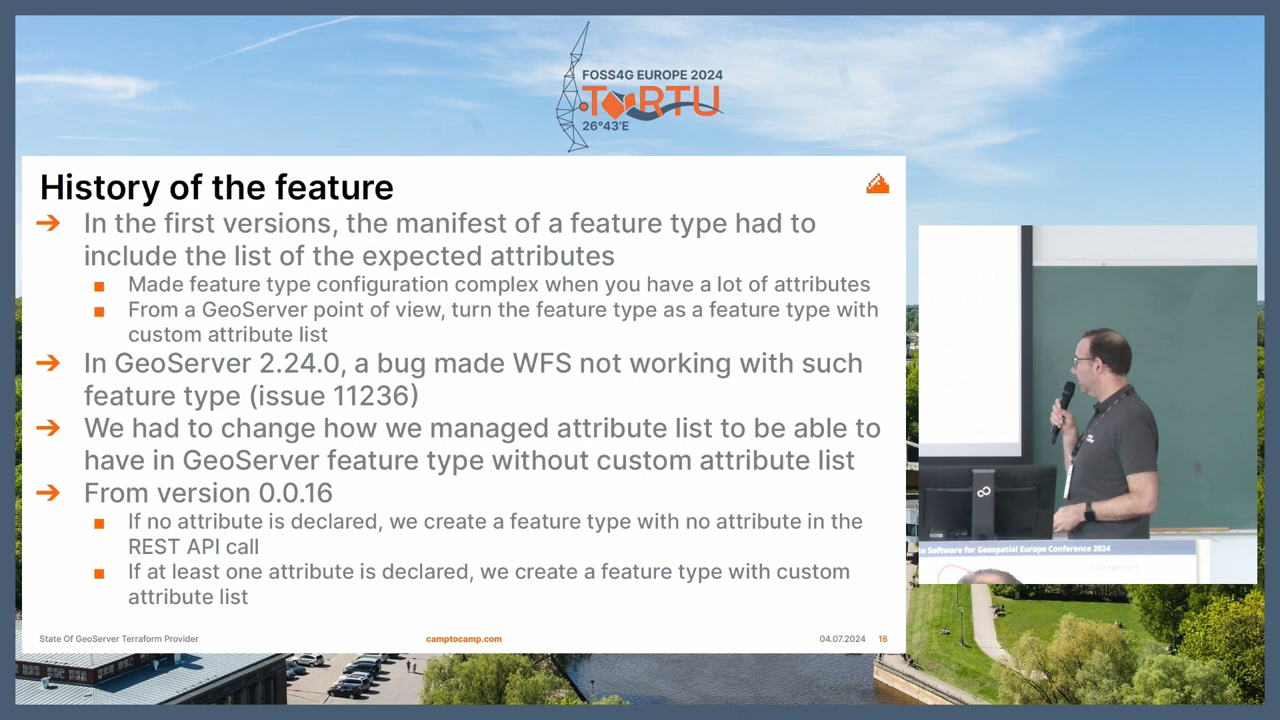 FOSS4G EUROPE 2024
TORTU
26°43'E
History of the feature
➔ In the first versions, the manifest of a feature type had to
include the list of the expected attributes
■ Made feature type configuration complex when you have a lot of attributes
■ From a GeoServer point of view, turn the feature type as a feature type with
custom attribute list
➔ In GeoServer 2.24.0, a bug made WFS not working with such
feature type (issue 11236)
➔ We had to change how we managed attribute list to be able to
have in GeoServer feature type without custom attribute list
➔ From version 0.0.16
■ If no attribute is declared, we create a feature type with no attribute in the
REST API call
■ If at least one attribute is declared, we create a feature type with custom
attribute list
State Of GeoServer Terraform Provider
camptocamp.com
04.07.2024 18
ce Software for Geospatial Europe Conference 2024